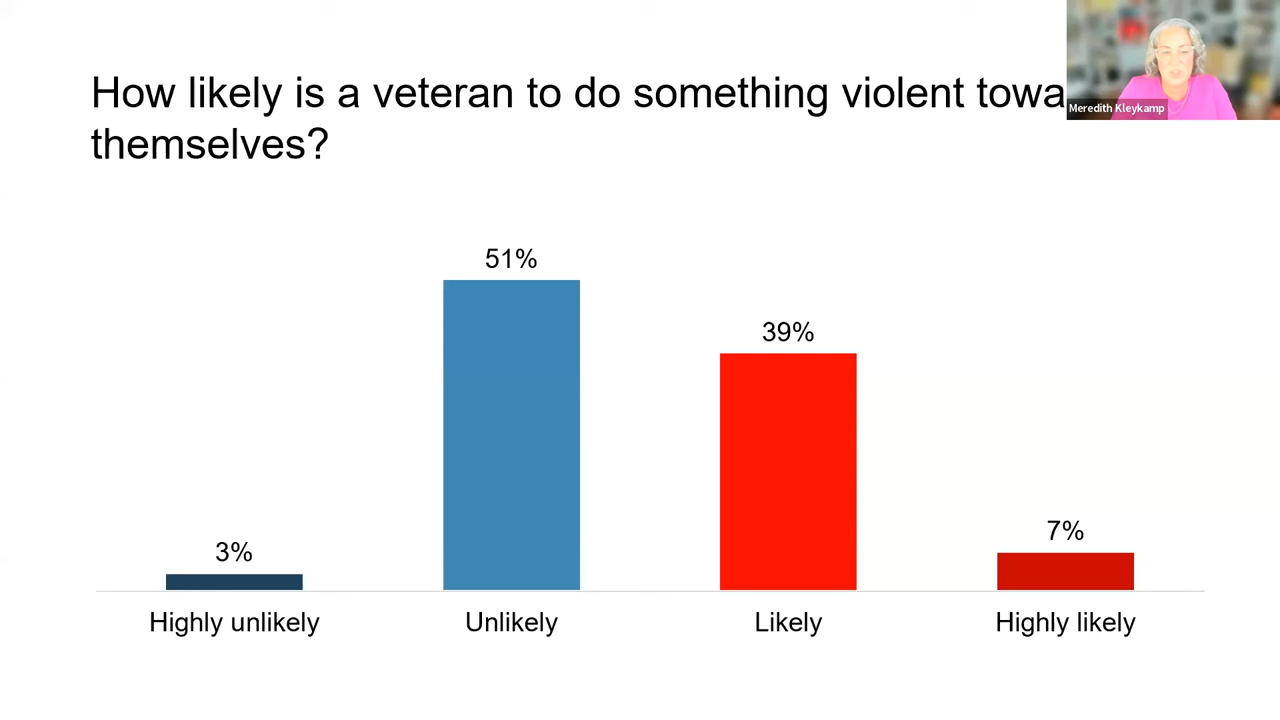 How likely is a veteran to do something violent towa
themselves?
Meredith Kleykamp
51%
39%
7%
3%
Highly unlikely
Unlikely
Likely
Highly likely